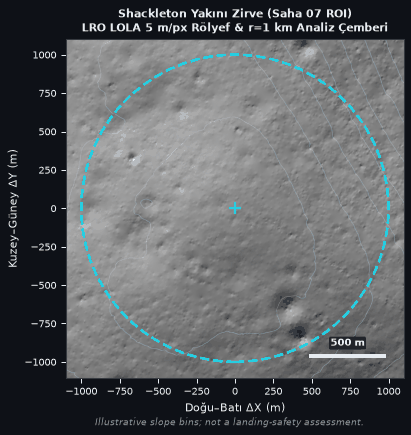 Shackleton Yakını Zirve (Saha 07 ROI)
LRO LOLA 5 m/px Rölyef & r=1 km Analiz Çemberi
Kuzey–Güney ΔY (m)
1000
750
500
250
0
−250
−500
−750
−1000
500 m
−1000 −750 −500 −250 0 250 500 750 1000
Doğu–Batı ΔX (m)
Illustrative slope bins; not a landing-safety assessment.